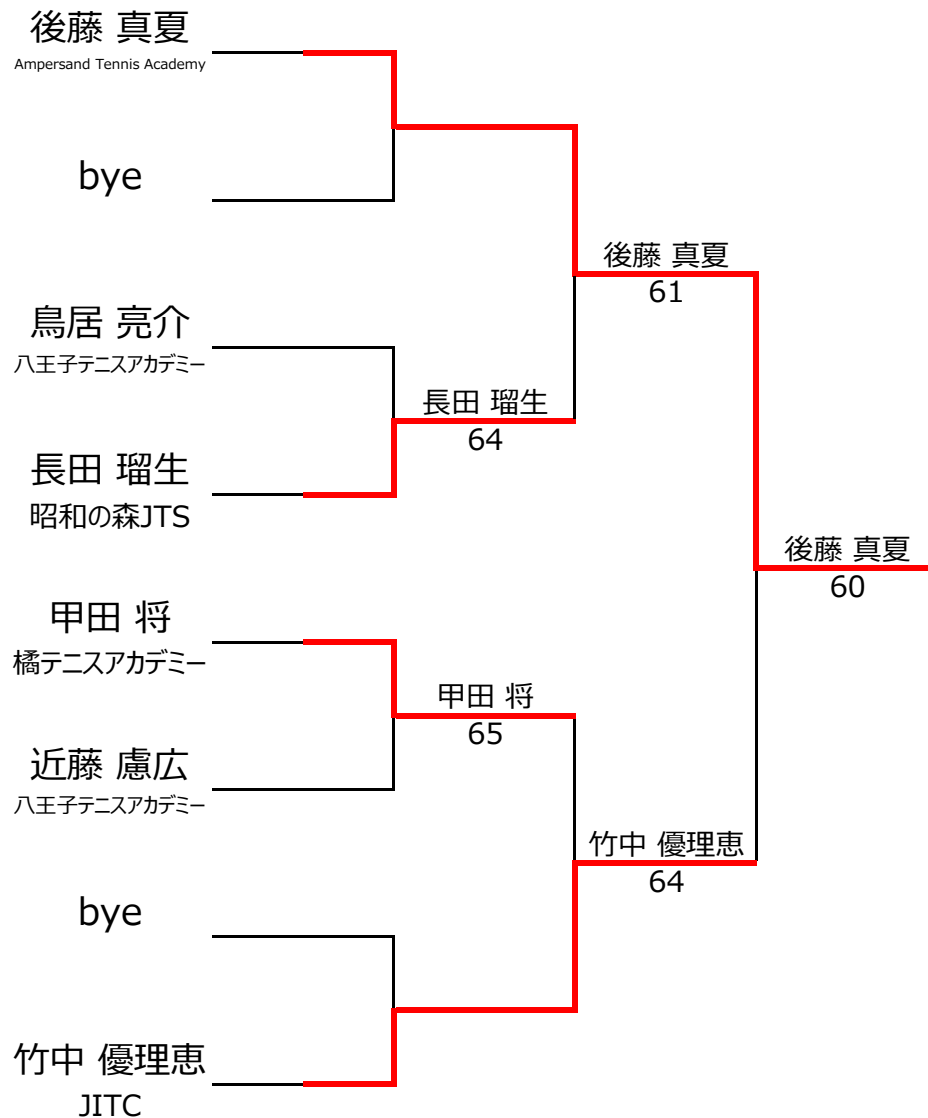 後藤 真夏
Ampersand Tennis Academy
bye
後藤 真夏
61
鳥居 亮介
八王子テニスアカデミー
長田 瑠生
64
長田 瑠生
昭和の森JTS
後藤 真夏
60
甲田 将
橘テニスアカデミー
甲田 将
65
近藤 慮広
八王子テニスアカデミー
竹中 優理恵
64
bye
竹中 優理恵
JITC